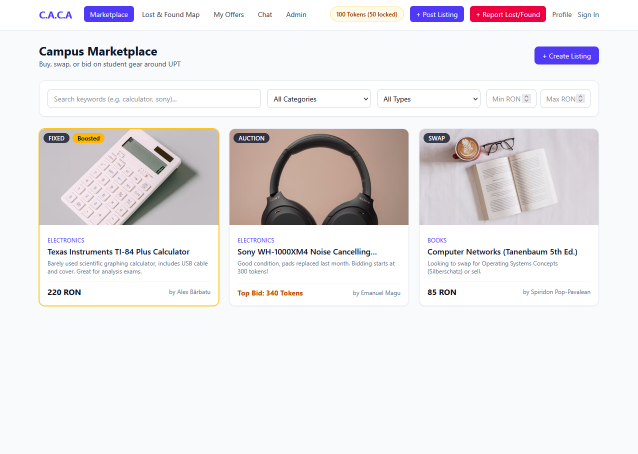 C.A.C.A Marketplace Lost & Found Map My Offers Chat Admin 100 Tokens (50 locked) + Post Listing + Report Lost/Found Profile Sign In
Campus Marketplace
Buy, swap, or bid on student gear around UPT
+ Create Listing
Search keywords (e.g. calculator, sony)... All Categories All Types Min RON Max RON
FIXED Boosted
ELECTRONICS
Texas Instruments TI-84 Plus Calculator
Barely used scientific graphing calculator, includes USB cable
and cover. Great for analysis exams.
220 RON by Alex Bărbatu
AUCTION
ELECTRONICS
Sony WH-1000XM4 Noise Cancelling...
Good condition, pads replaced last month. Bidding starts at
300 tokens!
Top Bid: 340 Tokens by Emanuel Magu
SWAP
BOOKS
Computer Networks (Tanenbaum 5th Ed.)
Looking to swap for Operating Systems Concepts
(Silberschatz) or sell.
85 RON by Spiridon Pop-Pavalean